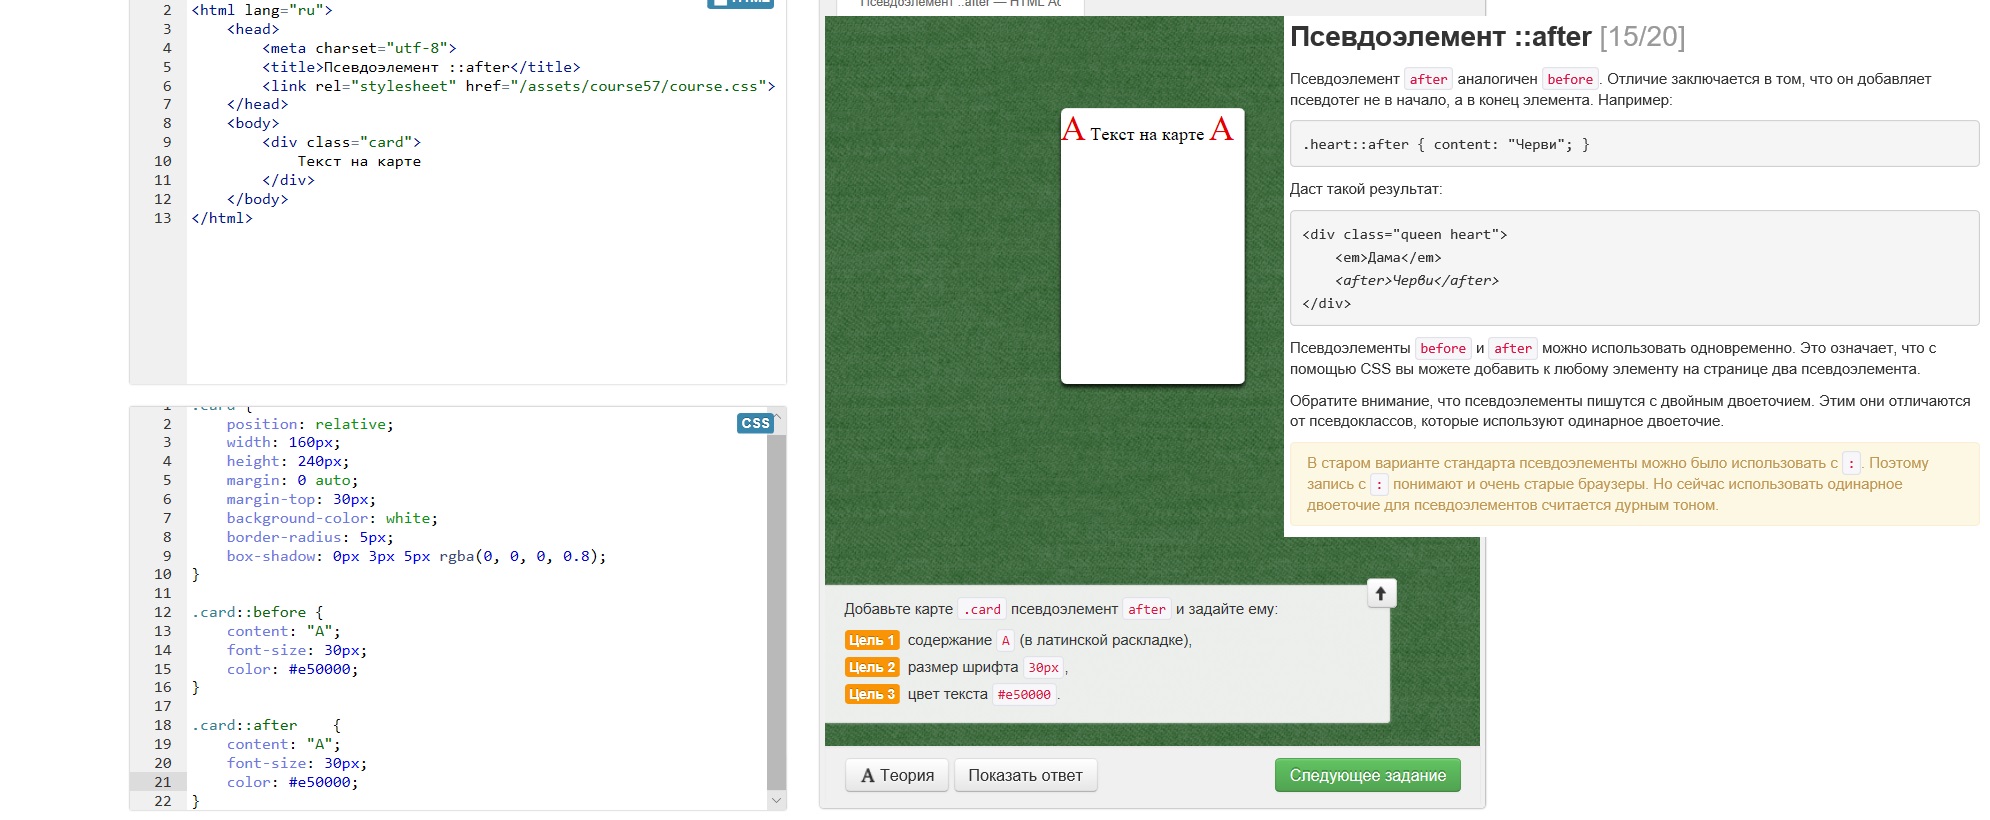 HTML
2 <html lang="ru">
3 <head>
4 <meta charset="utf-8">
5 <title>Псевдоэлемент ::after</title>
6 <link rel="stylesheet" href="/assets/course57/course.css">
7 </head>
8 <body>
9 <div class="card">
10 Текст на карте
11 </div>
12 </body>
13 </html>
CSS
1 .card {
2 position: relative;
3 width: 160px;
4 height: 240px;
5 margin: 0 auto;
6 margin-top: 30px;
7 background-color: white;
8 border-radius: 5px;
9 box-shadow: 0px 3px 5px rgba(0, 0, 0, 0.8);
10 }
11
12 .card::before {
13 content: "A";
14 font-size: 30px;
15 color: #e50000;
16 }
17
18 .card::after    {
19 content: "A";
20 font-size: 30px;
21 color: #e50000;
22 }
Псевдоэлемент ::after — HTML Ac
A Текст на карте A
Добавьте карте .card псевдоэлемент after и задайте ему:
Цель 1 содержание A (в латинской раскладке),
Цель 2 размер шрифта 30px,
Цель 3 цвет текста #e50000.
A Теория Показать ответ Следующее задание
Псевдоэлемент ::after [15/20]
Псевдоэлемент after аналогичен before. Отличие заключается в том, что он добавляет
псевдотег не в начало, а в конец элемента. Например:
.heart::after { content: "Черви"; }
Даст такой результат:
<div class="queen heart">
<em>Дама</em>
<after>Черви</after>
</div>
Псевдоэлементы before и after можно использовать одновременно. Это означает, что с
помощью CSS вы можете добавить к любому элементу на странице два псевдоэлемента.
Обратите внимание, что псевдоэлементы пишутся с двойным двоеточием. Этим они отличаются
от псевдоклассов, которые используют одинарное двоеточие.
В старом варианте стандарта псевдоэлементы можно было использовать с :. Поэтому
запись с : понимают и очень старые браузеры. Но сейчас использовать одинарное
двоеточие для псевдоэлементов считается дурным тоном.